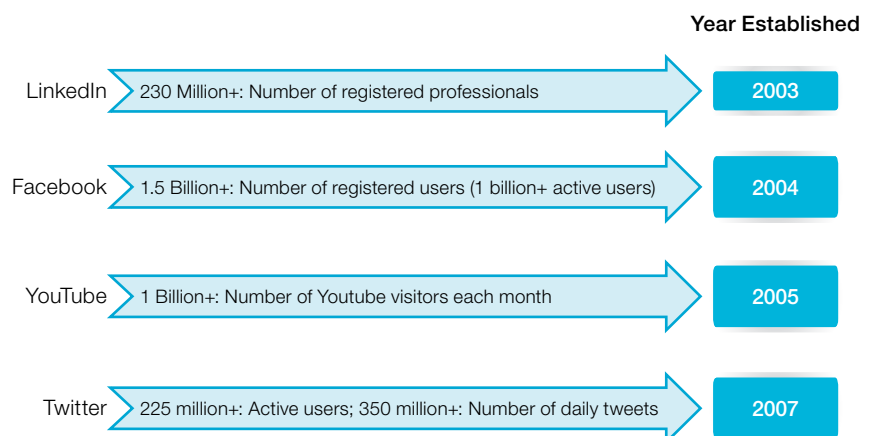 Year Established
LinkedIn 230 Million+: Number of registered professionals 2003
Facebook 1.5 Billion+: Number of registered users (1 billion+ active users) 2004
YouTube 1 Billion+: Number of Youtube visitors each month 2005
Twitter 225 million+: Active users; 350 million+: Number of daily tweets 2007